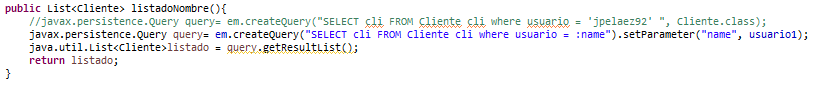 public List<Cliente> listadoNombre(){
//javax.persistence.Query query= em.createQuery("SELECT cli FROM Cliente cli where usuario = 'jpelaez92' ", Cliente.class);
javax.persistence.Query query= em.createQuery("SELECT cli FROM Cliente cli where usuario = :name").setParameter("name", usuario1);
java.util.List<Cliente>listado = query.getResultList();
return listado;
}